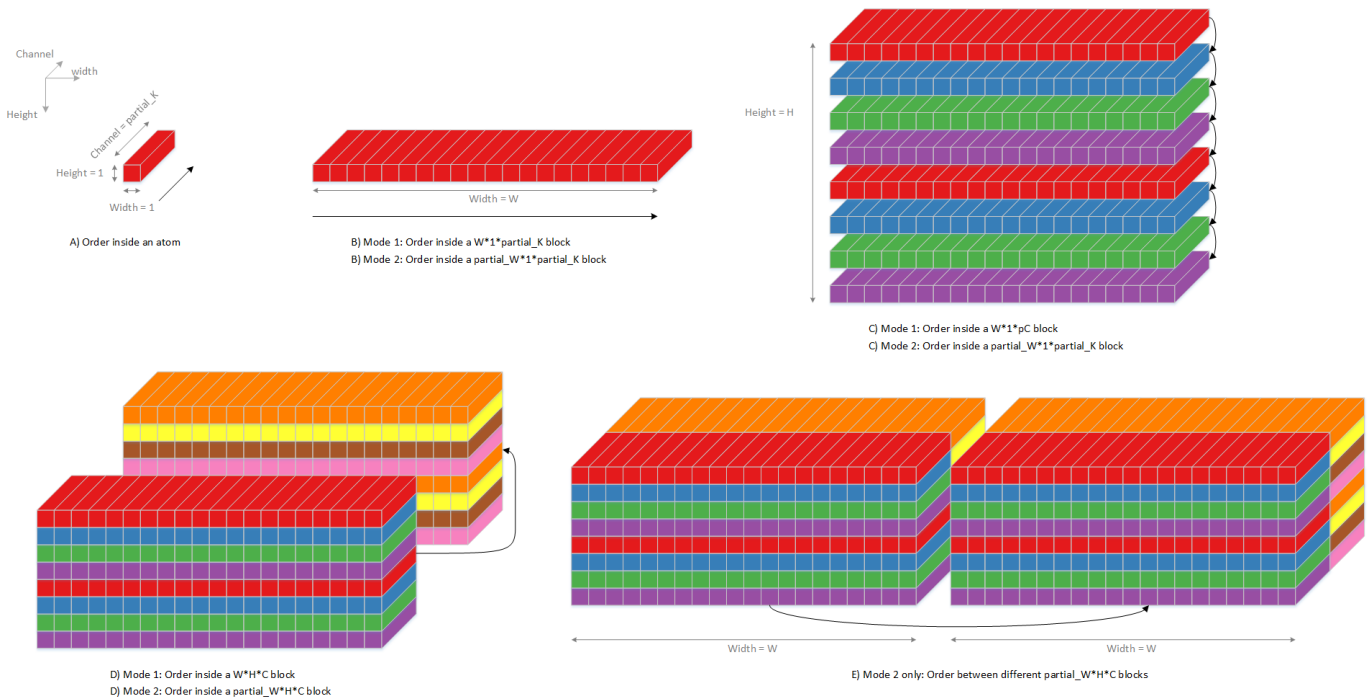 Channel
width
Height
Channel = partial_K
Height = 1
Width = 1
A) Order inside an atom
Width = W
B) Mode 1: Order inside a W*1*partial_K block
B) Mode 2: Order inside a partial_W*1*partial_K block
Height = H
C) Mode 1: Order inside a W*1*pC block
C) Mode 2: Order inside a partial_W*1*partial_K block
D) Mode 1: Order inside a W*H*C block
D) Mode 2: Order inside a partial_W*H*C block
Width = W
Width = W
E) Mode 2 only: Order between different partial_W*H*C blocks